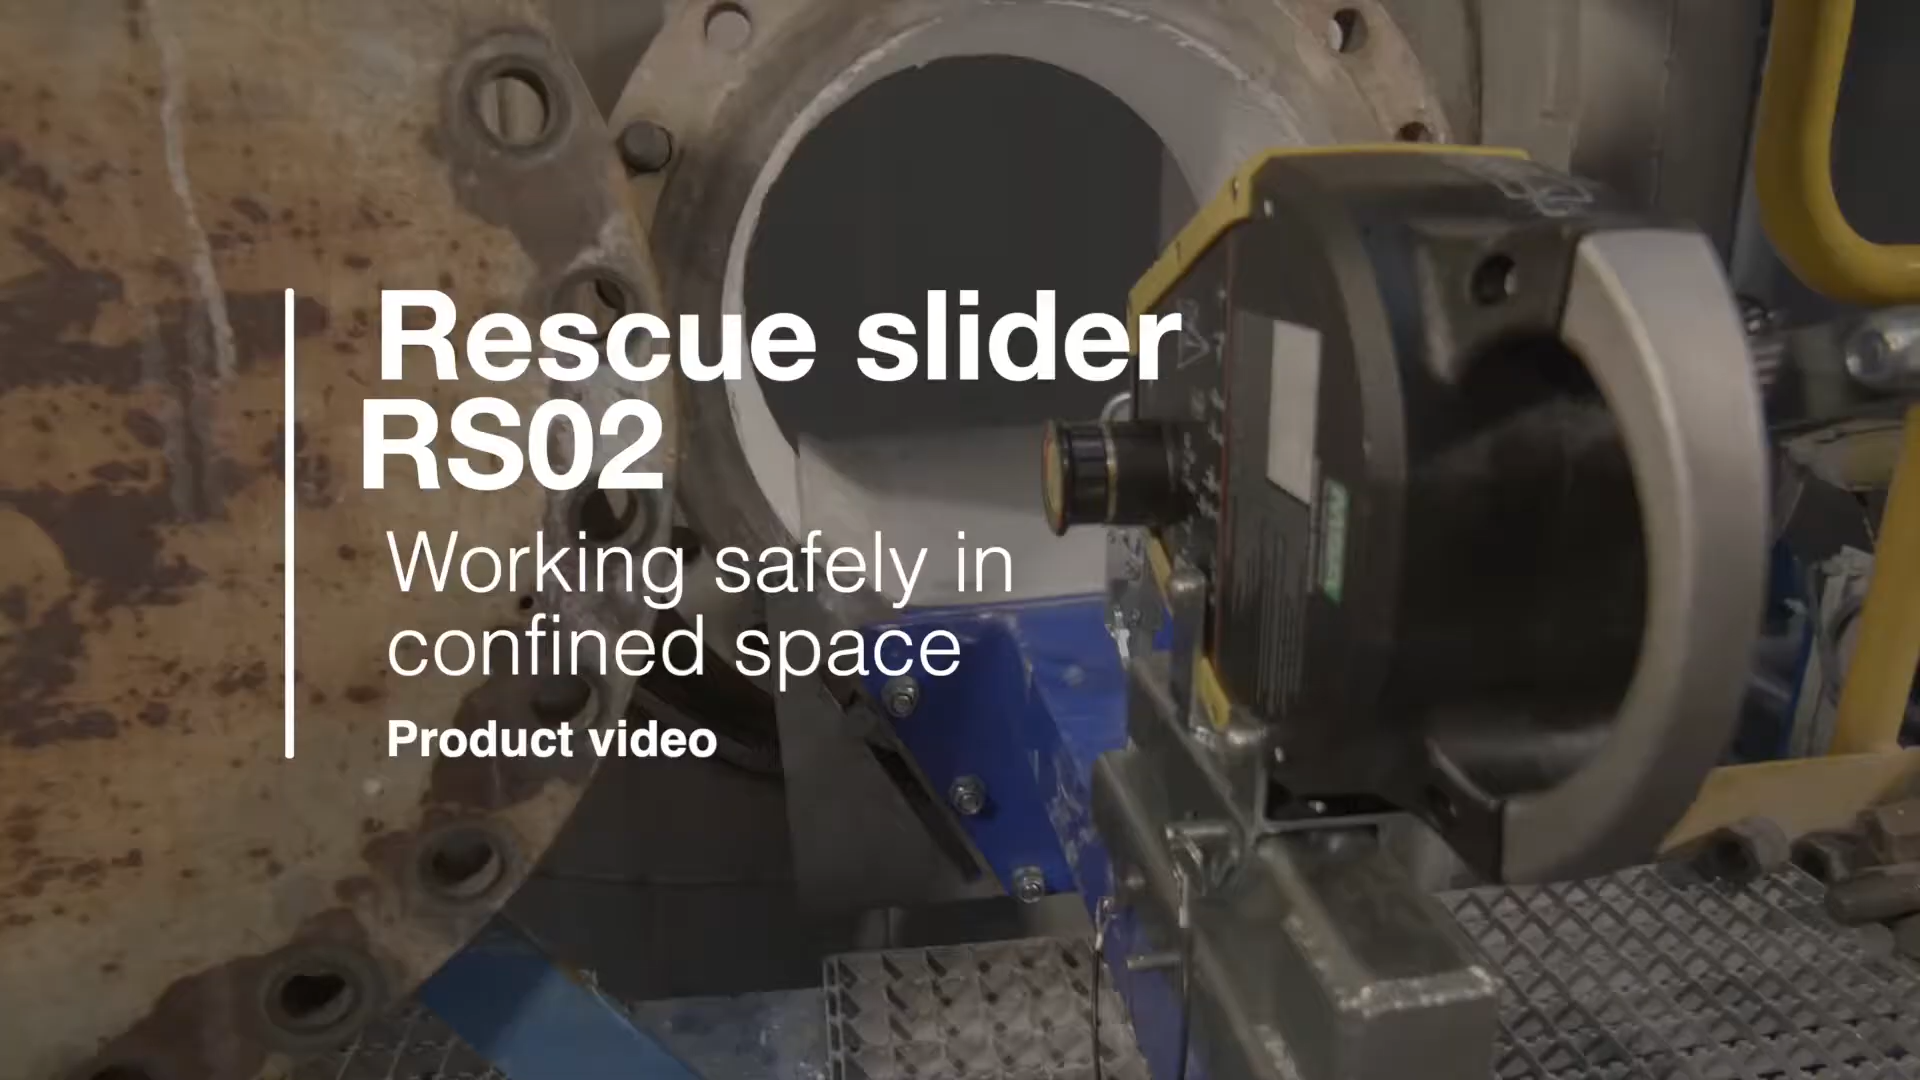 Rescue slider
RS02
Working safely in
confined space
Product video